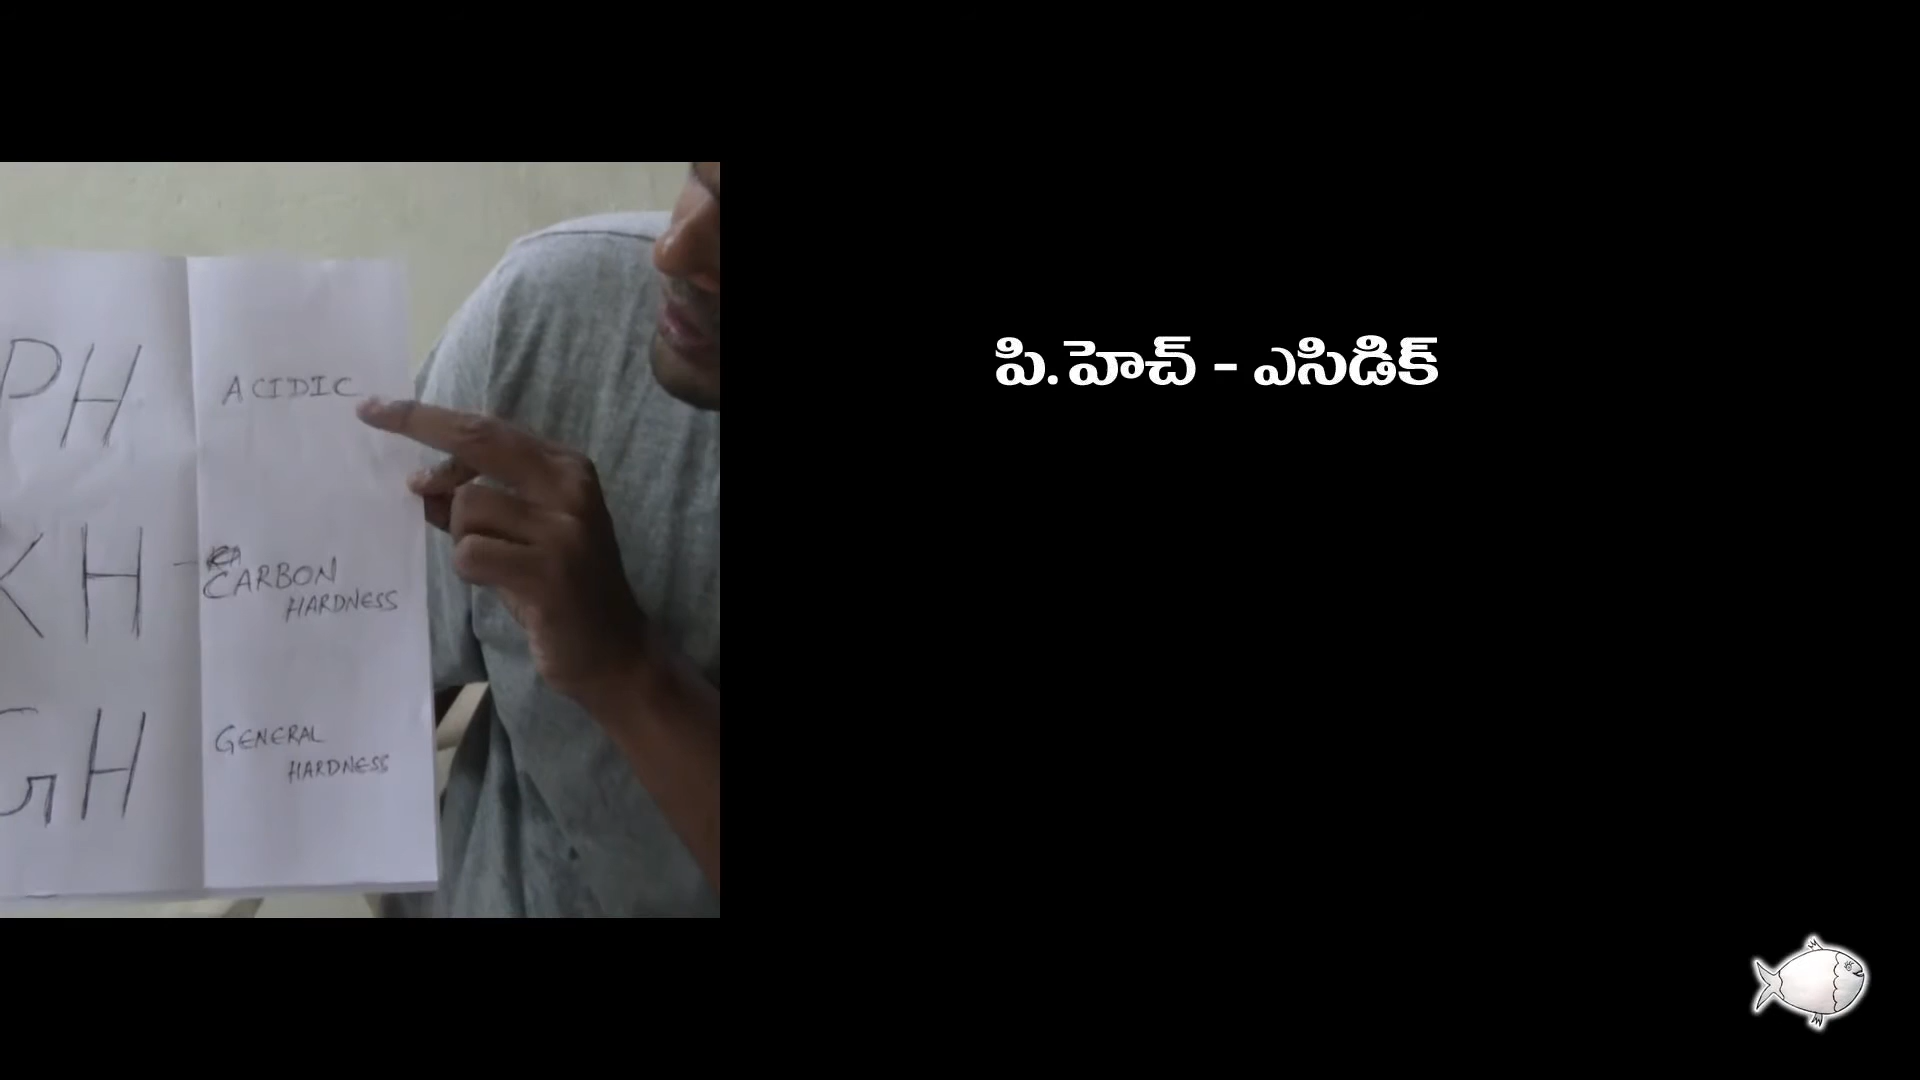 PH ACIDIC
KH - CARBON
HARDNESS
GH GENERAL
HARDNESS
పి.హెచ్ - ఎసిడిక్